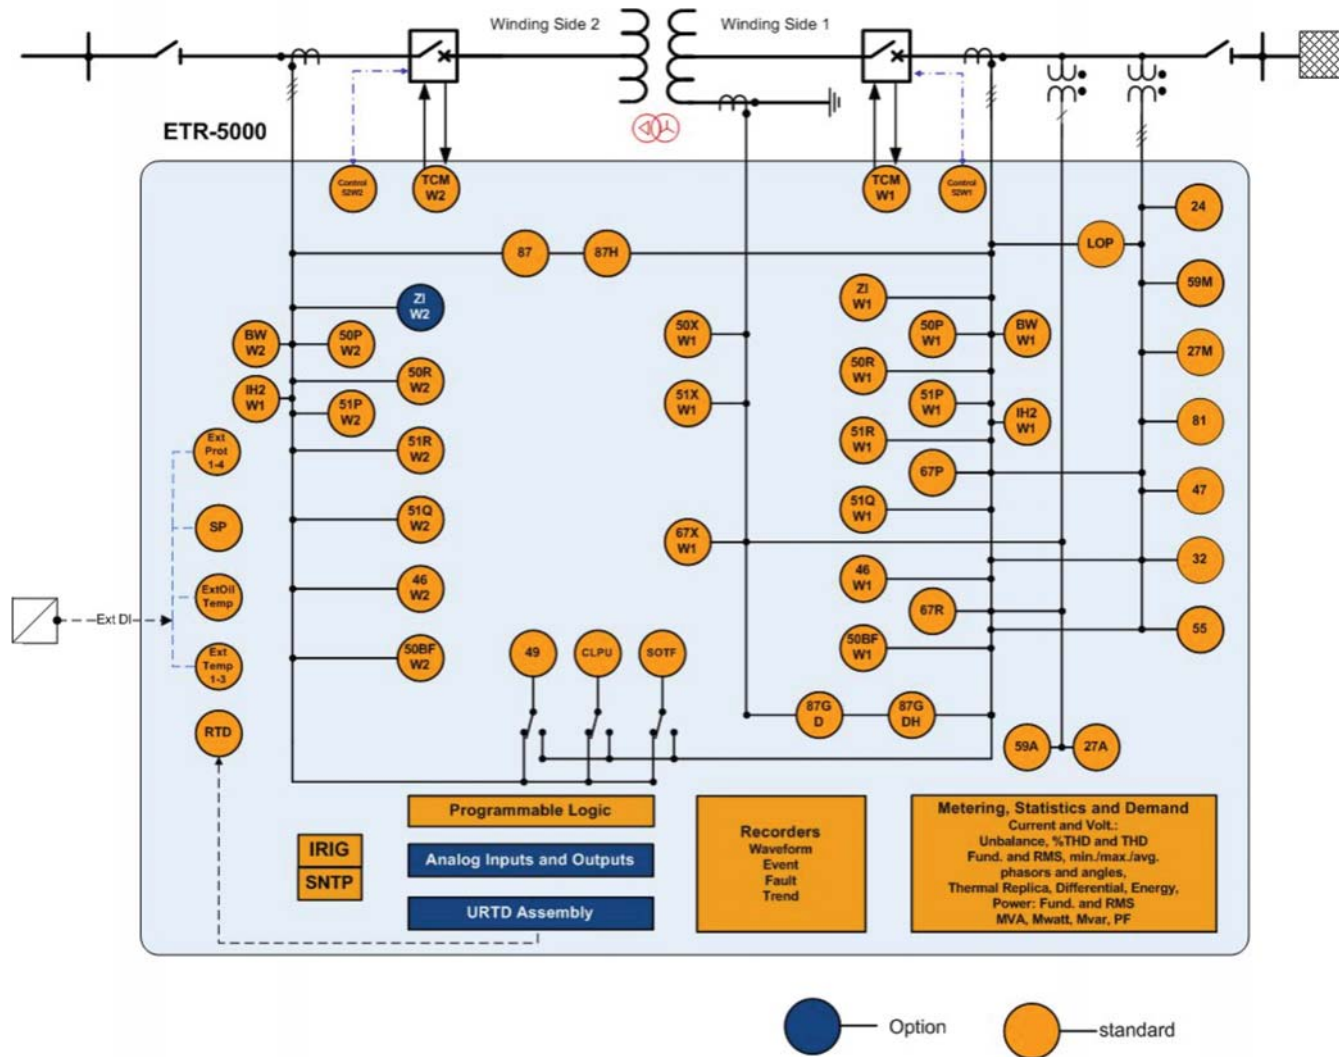 Winding Side 2
Winding Side 1
ETR-5000
Control
52W2
TCM
W2
TCM
W1
Control
52W1
24
87
87H
LOP
ZI
W2
ZI
W1
59M
BW
W2
50P
W2
50X
W1
50P
W1
BW
W1
27M
50R
W2
50R
W1
IH2
W1
51P
W2
51X
W1
51P
W1
IH2
W1
81
Ext
Prot
1-4
51R
W2
51R
W1
67P
47
SP
51Q
W2
67X
W1
51Q
W1
32
ExtOil
Temp
46
W2
46
W1
67R
Ext DI
55
Ext
Temp
1-3
50BF
W2
49
CLPU
SOTF
50BF
W1
RTD
87G
D
87G
DH
59A
27A
Programmable Logic
Analog Inputs and Outputs
URTD Assembly
IRIG
SNTP
Recorders
Waveform
Event
Fault
Trend
Metering, Statistics and Demand
Current and Volt.:
Unbalance, %THD and THD
Fund. and RMS, min./max./avg.
phasors and angles,
Thermal Replica, Differential, Energy,
Power: Fund. and RMS
MVA, Mwatt, Mvar, PF
Option
standard